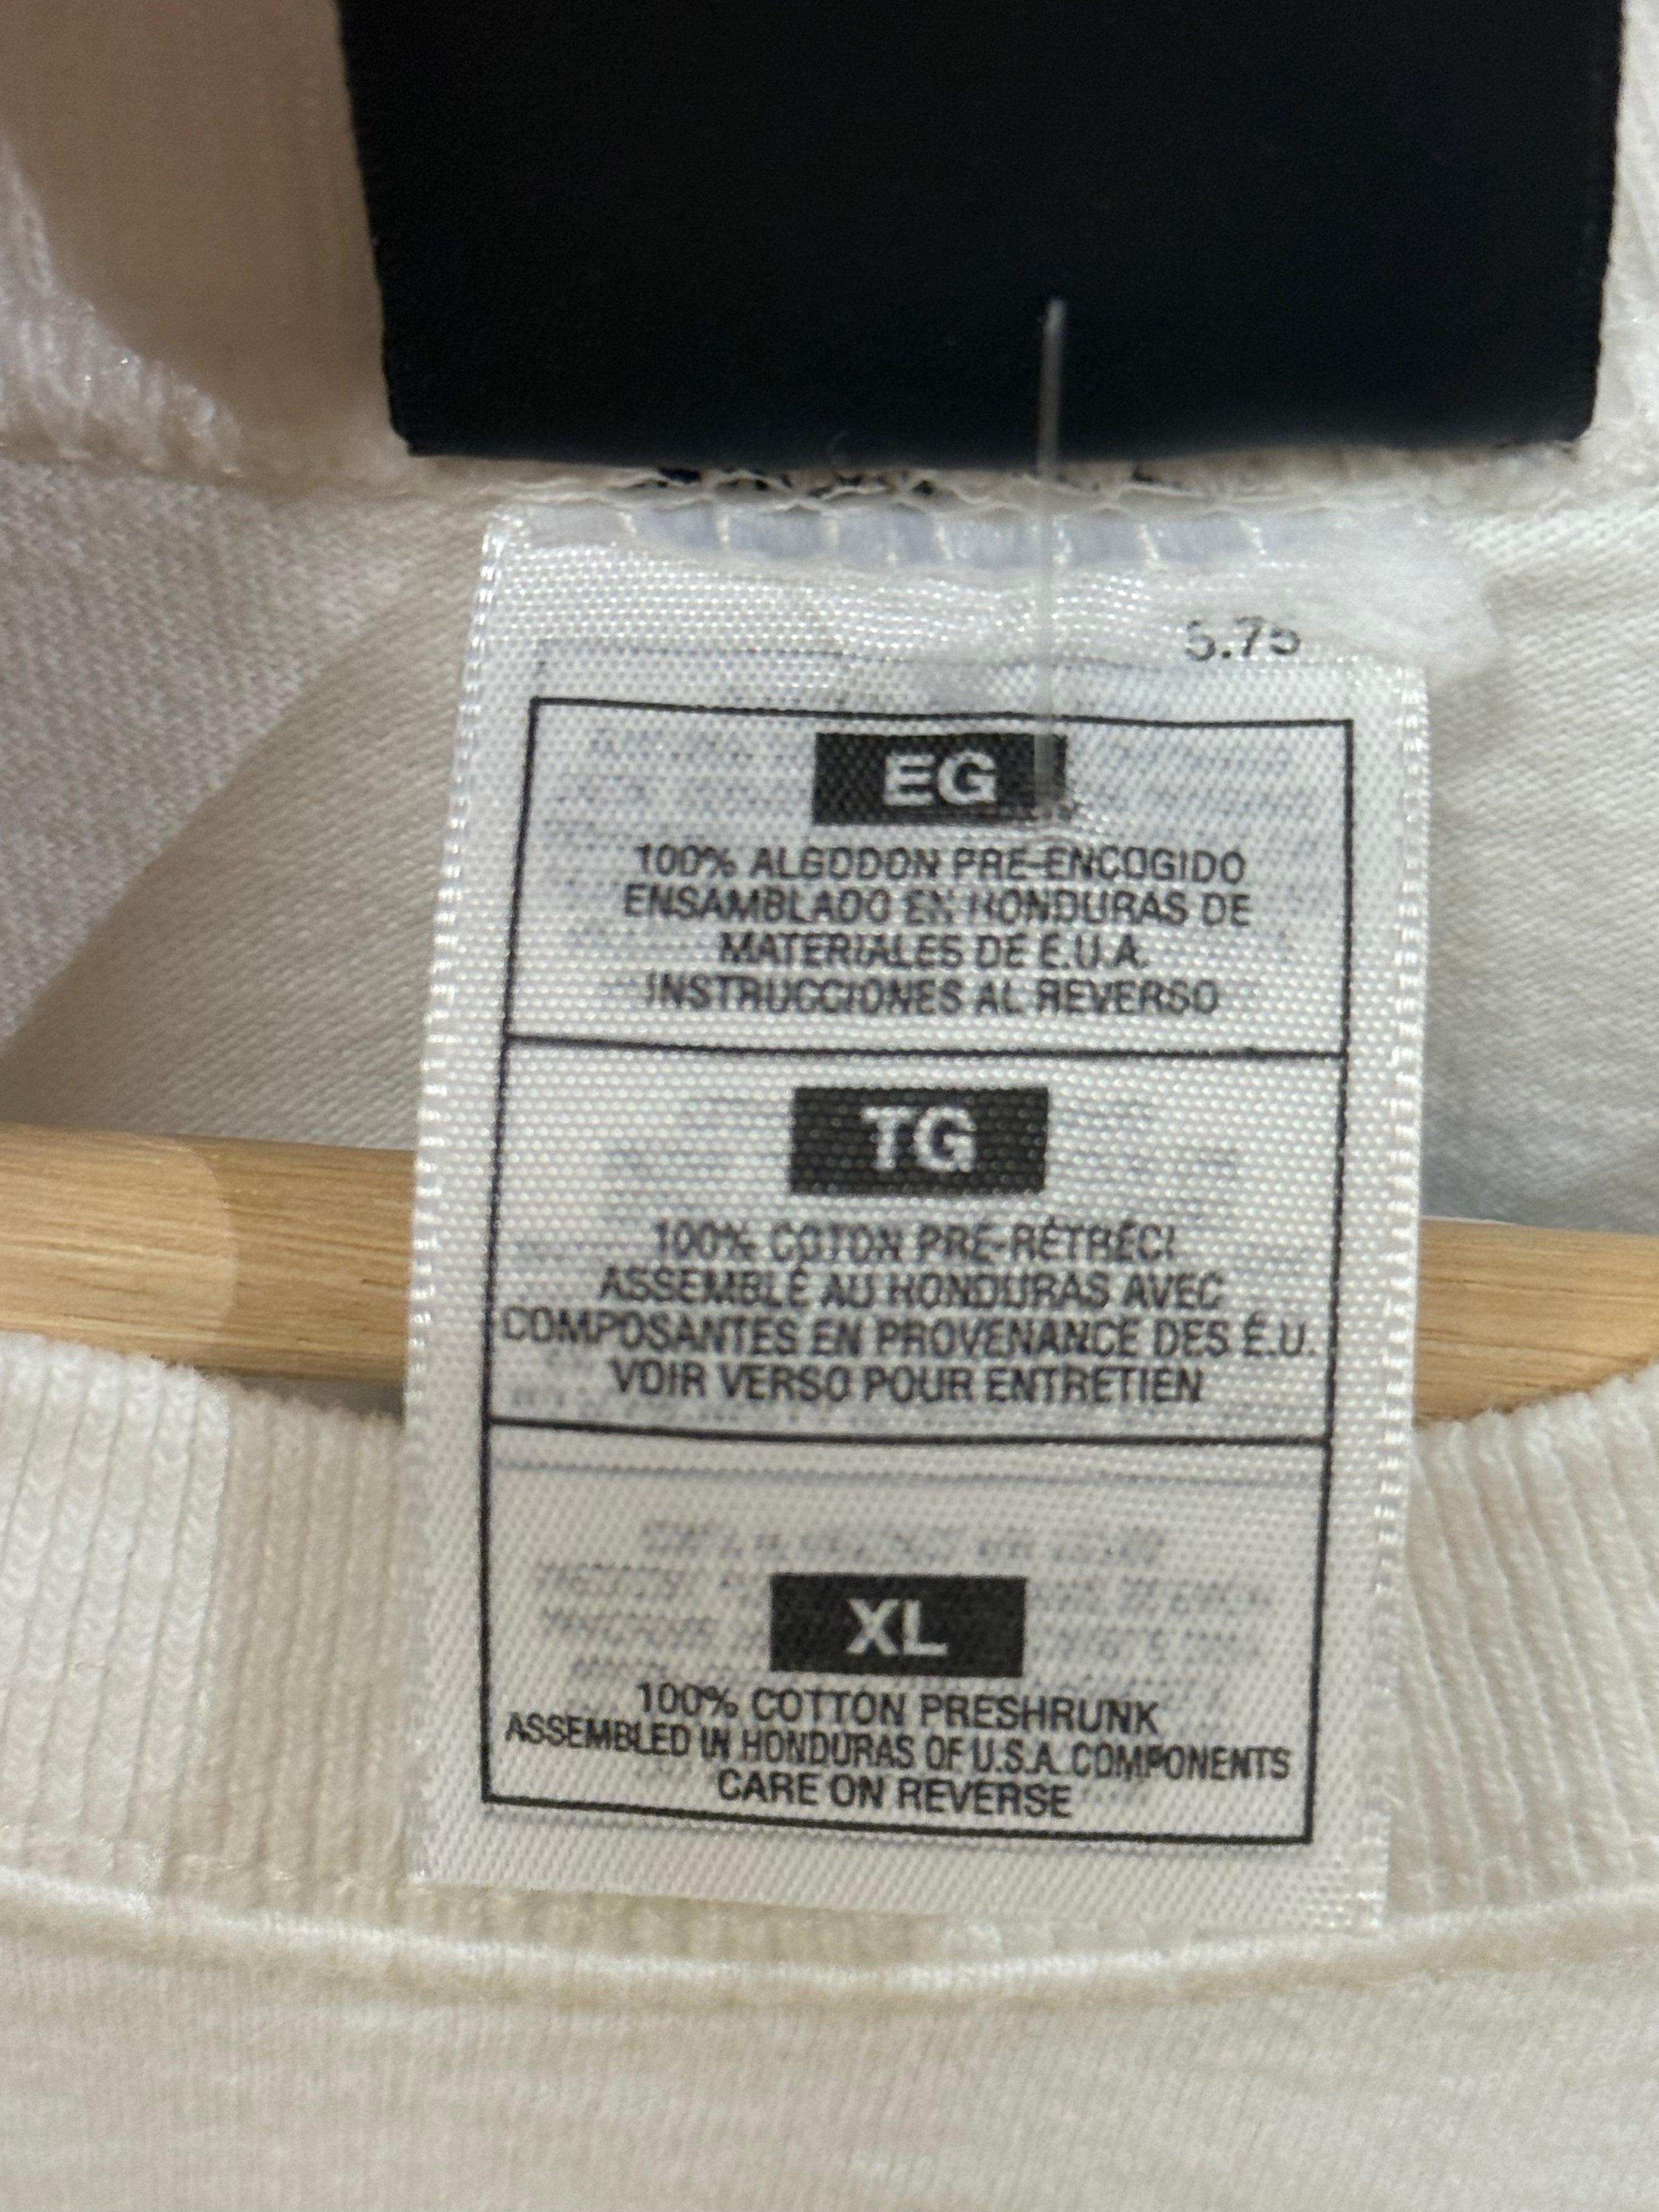 5.75
EG
100% ALGODON PRE-ENCOGIDO
ENSAMBLADO EN HONDURAS DE
MATERIALES DE E.U.A.
INSTRUCCIONES AL REVERSO
TG
100% COTON PRÉ-RÉTRÉCI
ASSEMBLÉ AU HONDURAS AVEC
COMPOSANTES EN PROVENANCE DES É.U.
VOIR VERSO POUR ENTRETIEN
XL
100% COTTON PRESHRUNK
ASSEMBLED IN HONDURAS OF U.S.A. COMPONENTS
CARE ON REVERSE